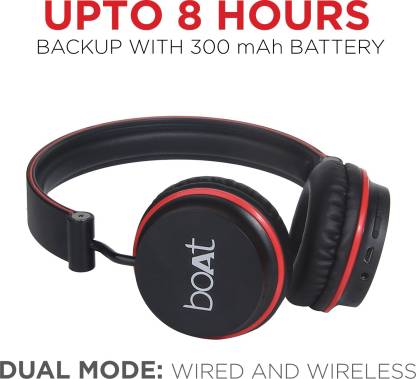 UPTO 8 HOURS
BACKUP WITH 300 mAh BATTERY
boAt
DUAL MODE: WIRED AND WIRELESS